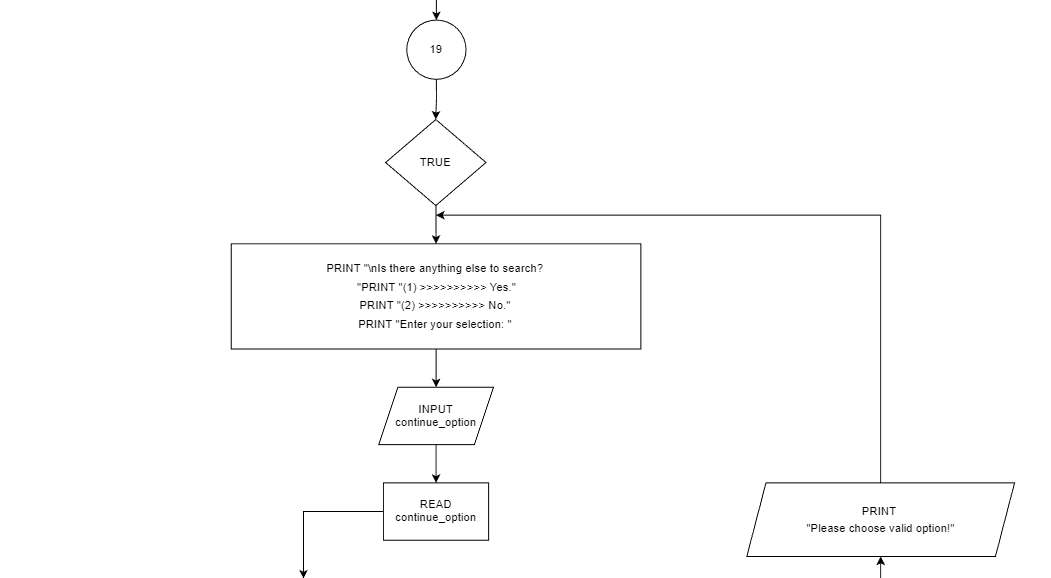 19
TRUE
PRINT "\nIs there anything else to search?
"PRINT "(1) >>>>>>>>>> Yes."
PRINT "(2) >>>>>>>>>> No."
PRINT "Enter your selection: "
INPUT
continue_option
READ
continue_option
PRINT
"Please choose valid option!"